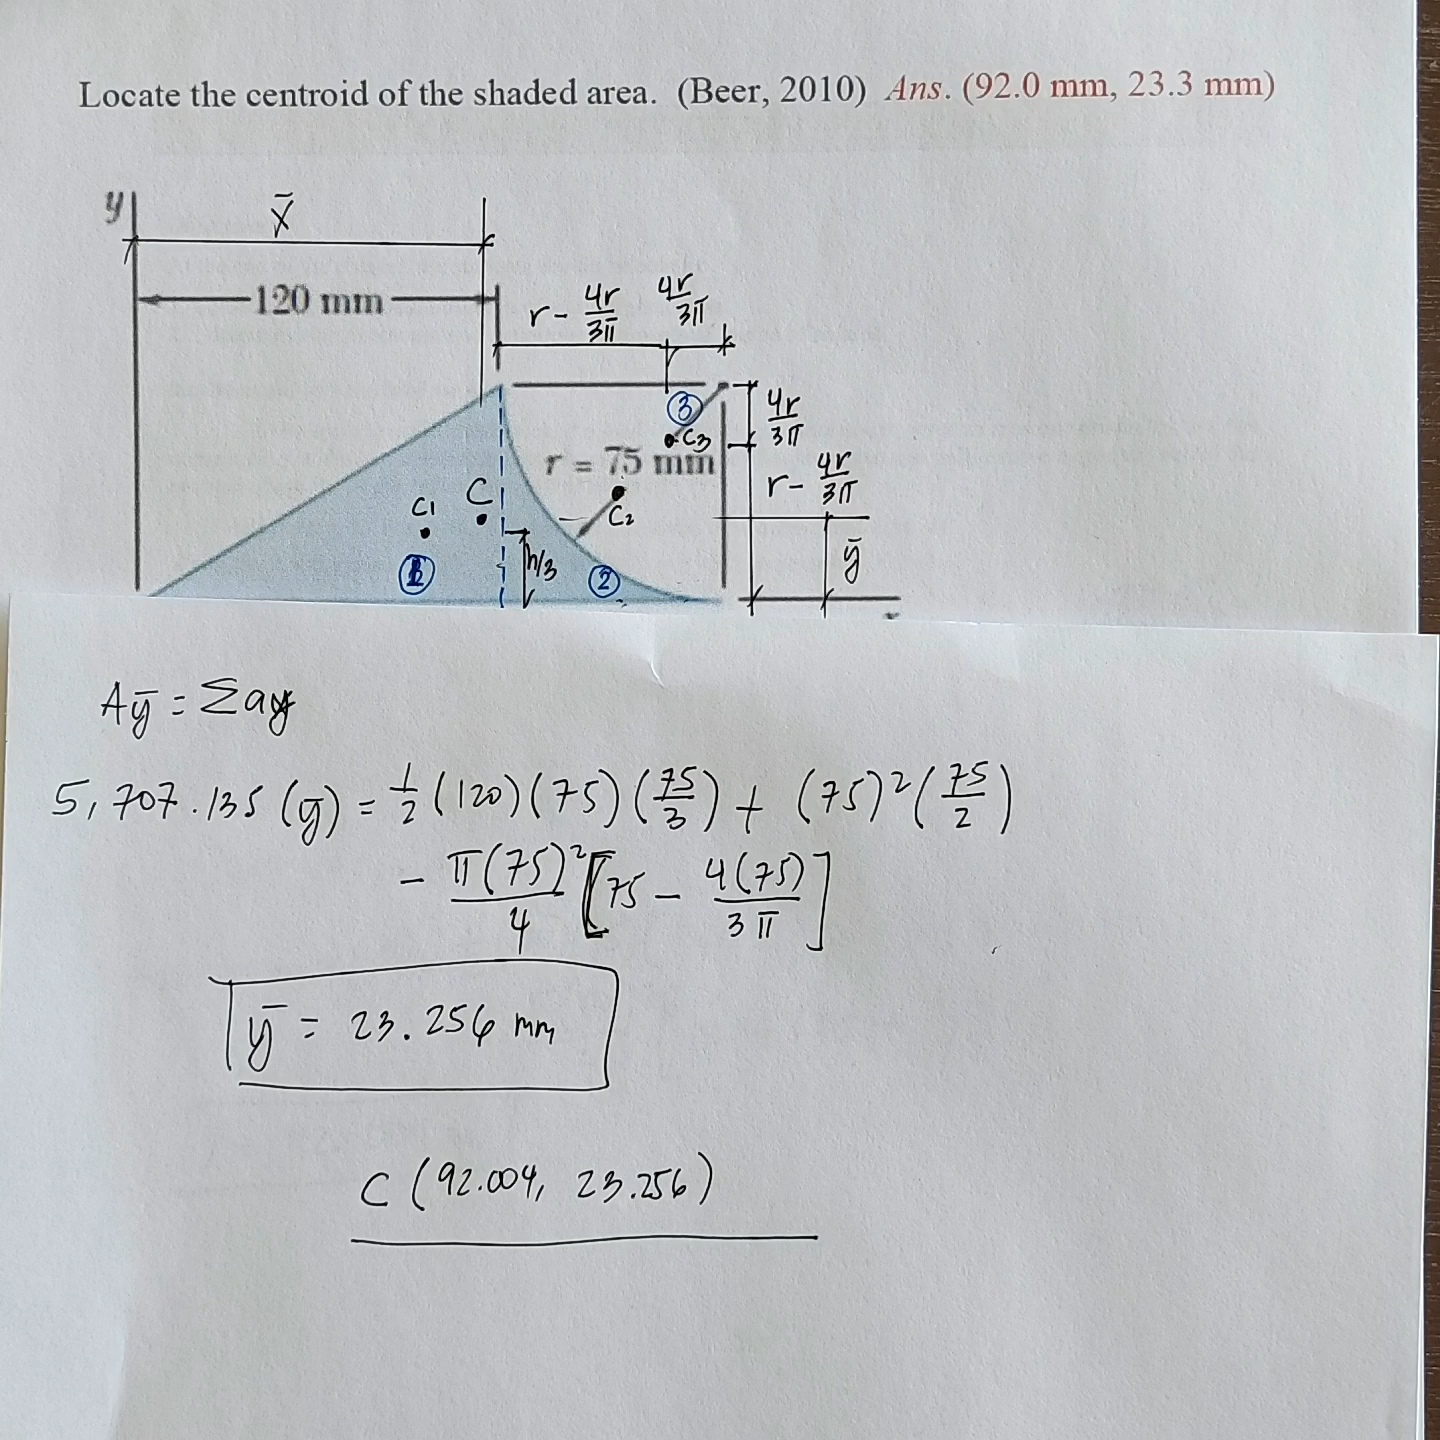 Locate the centroid of the shaded area. (Beer, 2010) Ans. (92.0 mm, 23.3 mm)
y
x̄
120 mm
r - 4r/3π
4r/3π
③
4r/3π
C3
r = 75 mm
r - 4r/3π
C1
C
C2
ȳ
h/3
②
Aȳ = Σay
5,707.135 (ȳ) = 1/2 (120)(75)(75/3) + (75)²(75/2)
- π(75)²/4 [75 - 4(75)/3π]
ȳ = 23.256 mm
C (92.004, 23.256)